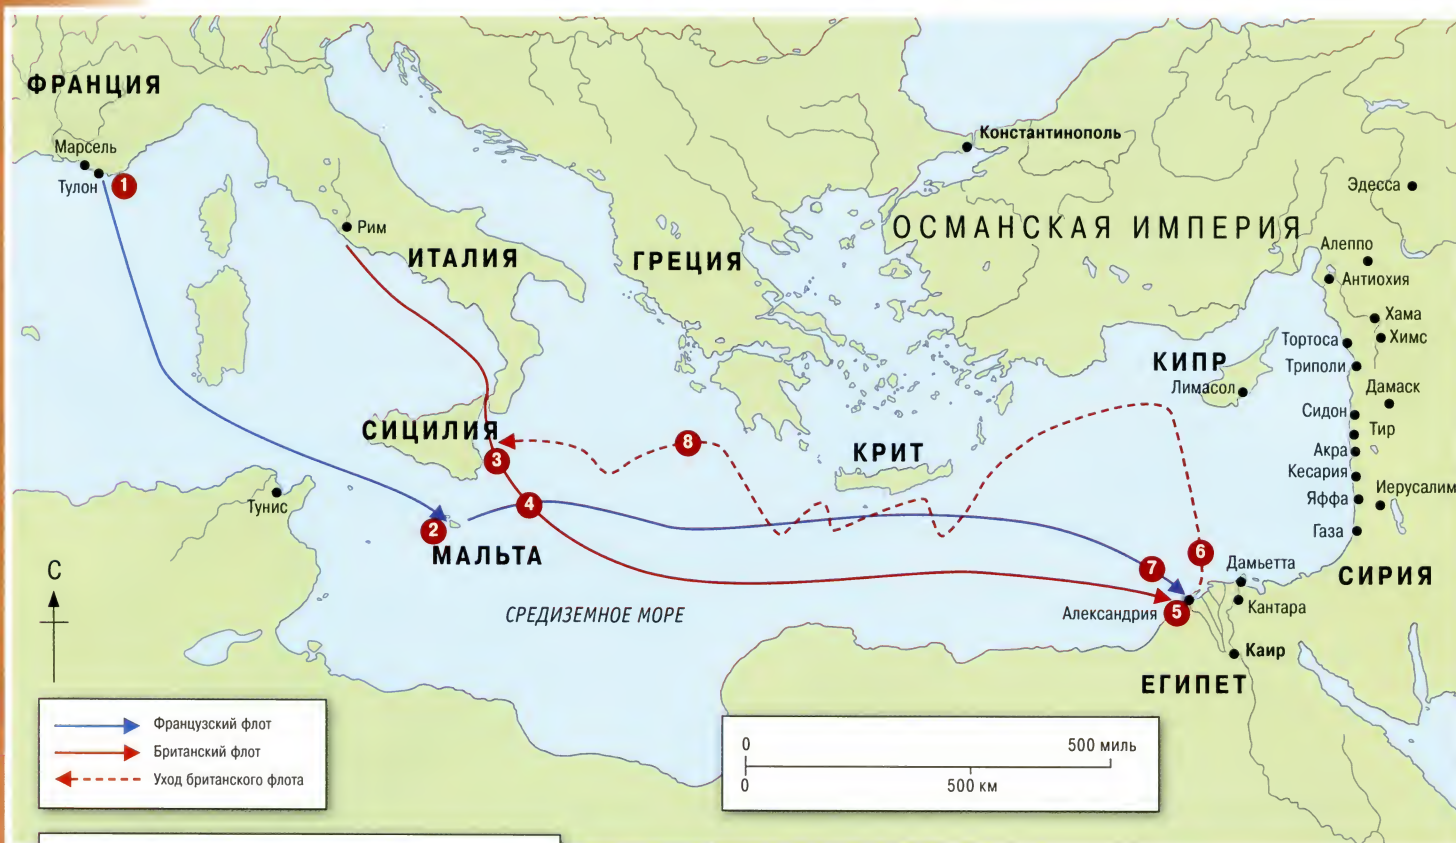 ФРАНЦИЯ
Марсель
Тулон
1
Рим
ИТАЛИЯ
ГРЕЦИЯ
Константинополь
ОСМАНСКАЯ ИМПЕРИЯ
Эдесса
Алеппо
Антиохия
Хама
Химс
Тортоса
Триполи
КИПР
Лимасол
Дамаск
Сидон
Тир
Акра
Кесария
Яффа
Иерусалим
Газа
СИРИЯ
СИЦИЛИЯ
3
8
КРИТ
4
Тунис
2
МАЛЬТА
6
7
Дамьетта
Кантара
Александрия
5
Каир
ЕГИПЕТ
СРЕДИЗЕМНОЕ МОРЕ
С
Французский флот
Британский флот
Уход британского флота
0 500 миль
0 500 км